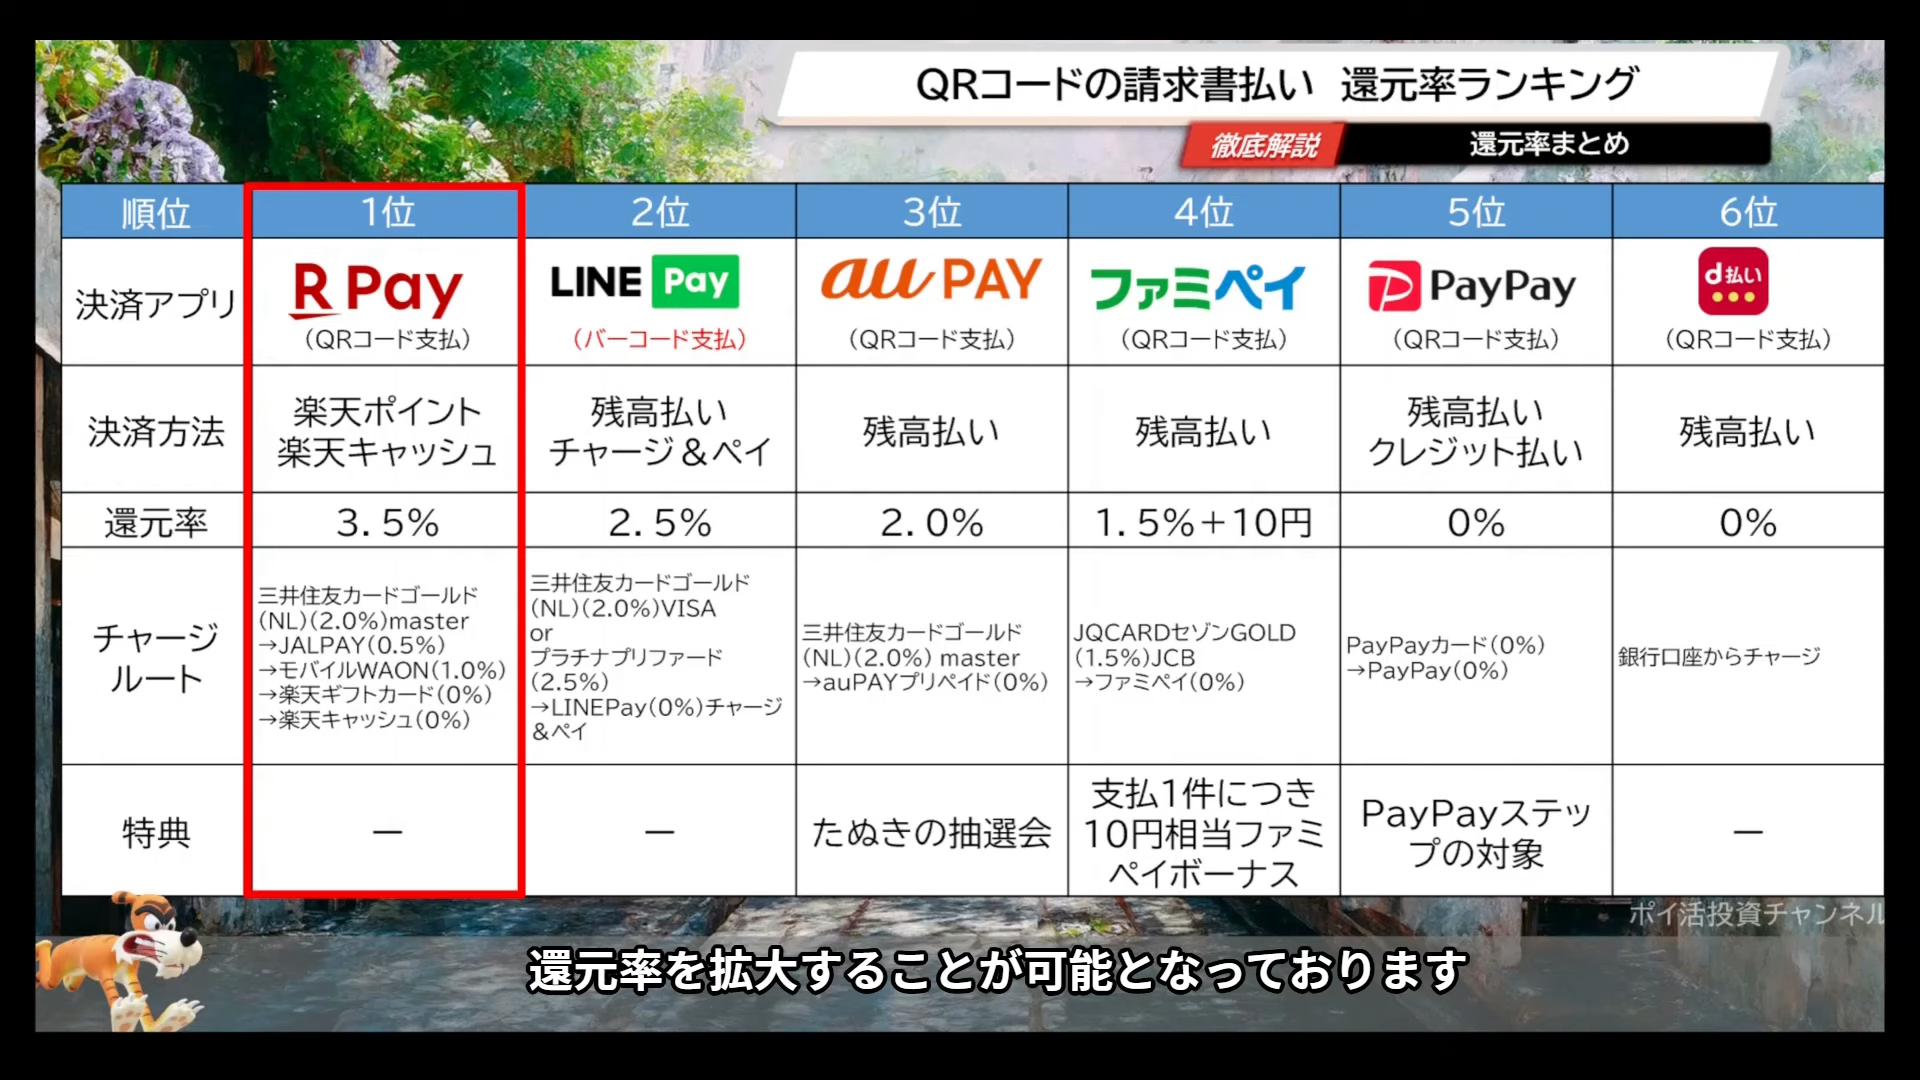 QRコードの請求書払い 還元率ランキング
徹底解説 還元率まとめ
順位 1位 2位 3位 4位 5位 6位
決済アプリ
R Pay
(QRコード支払)
LINE Pay
(バーコード支払)
au PAY
(QRコード支払)
ファミペイ
(QRコード支払)
PayPay
(QRコード支払)
d払い
(QRコード支払)
決済方法
楽天ポイント
楽天キャッシュ
残高払い
チャージ&ペイ
残高払い
残高払い
残高払い
クレジット払い
残高払い
還元率 3.5% 2.5% 2.0% 1.5%+10円 0% 0%
チャージ
ルート
三井住友カードゴールド
(NL)(2.0%)master
→JALPAY(0.5%)
→モバイルWAON(1.0%)
→楽天ギフトカード(0%)
→楽天キャッシュ(0%)
三井住友カードゴールド
(NL)(2.0%)VISA
or
プラチナプリファード
(2.5%)
→LINEPay(0%)チャージ
&ペイ
三井住友カードゴールド
(NL)(2.0%) master
→auPAYプリペイド(0%)
JQCARDセゾンGOLD
(1.5%)JCB
→ファミペイ(0%)
PayPayカード(0%)
→PayPay(0%)
銀行口座からチャージ
特典
ー
ー
たぬきの抽選会
支払1件につき
10円相当ファミ
ペイボーナス
PayPayステッ
プの対象
ー
ポイ活投資チャンネル
還元率を拡大することが可能となっております